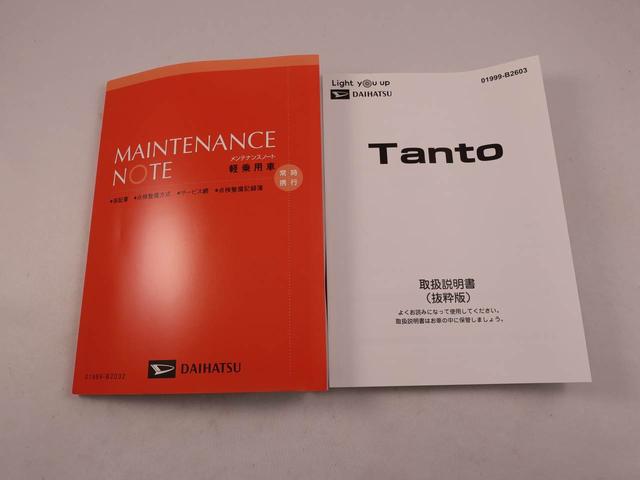 MAINTENANCE
NOTE
メンテナンスノート
軽乗用車
常時
携行
●保証書 ●点検整備方式 ●サービス網 ●点検整備記録簿
01999-B2032
DAIHATSU
Light you up
DAIHATSU
01999-B2603
Tanto
取扱説明書
（抜粋版）
よくお読みになって使用してください。
取扱説明書はお車の中に保管しましょう。